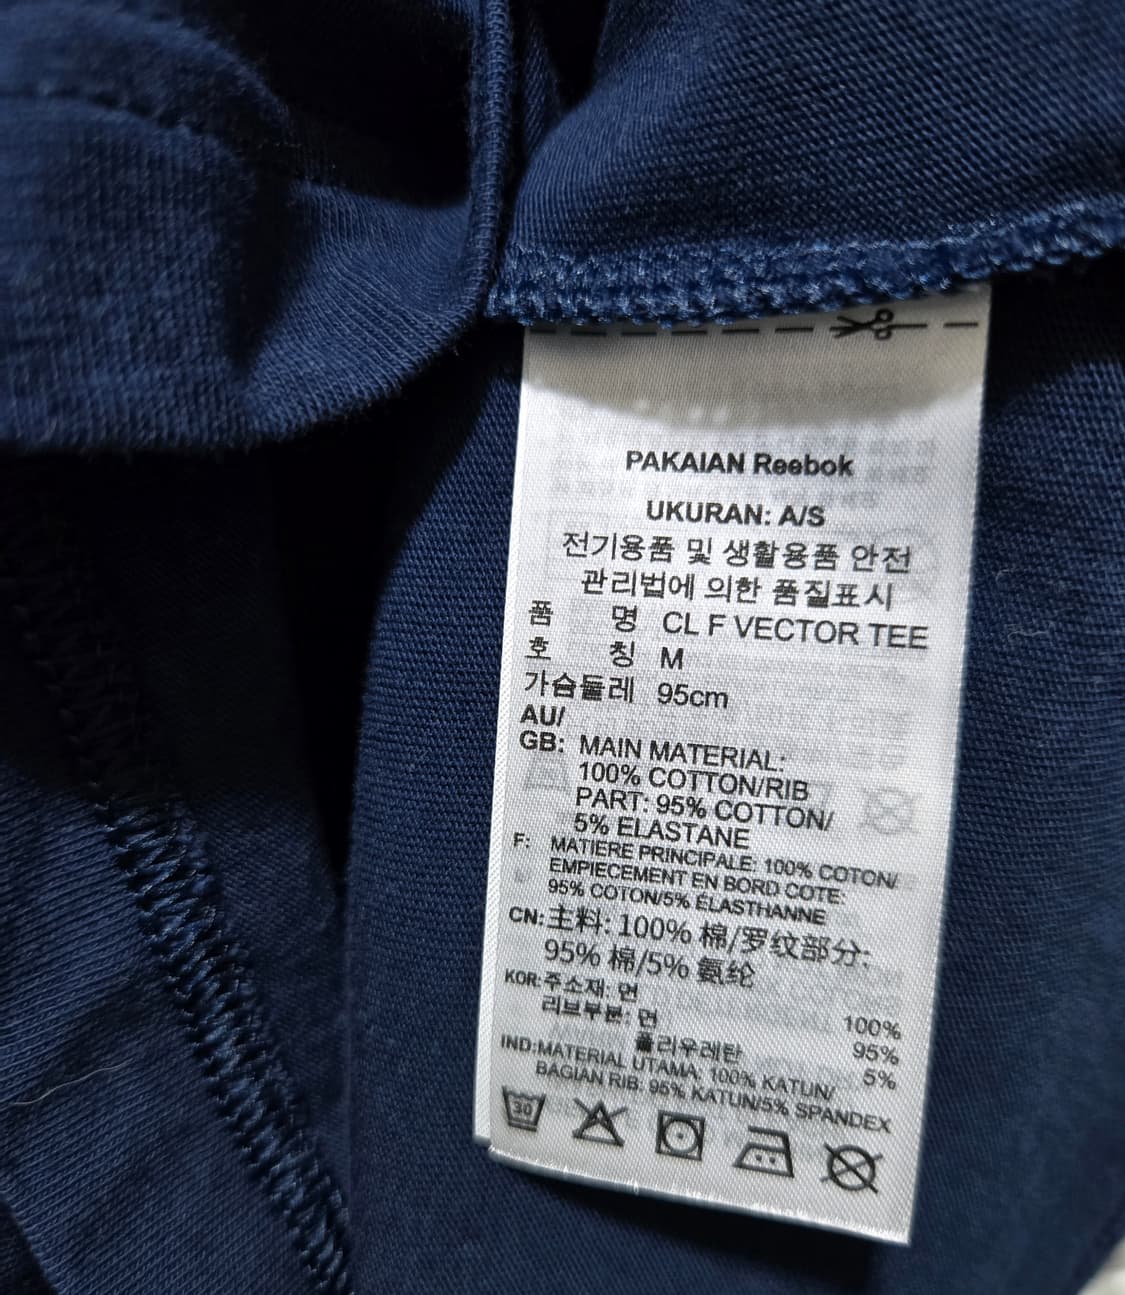 PAKAIAN Reebok
UKURAN: A/S
전기용품 및 생활용품 안전
관리법에 의한 품질표시
품 명 CL F VECTOR TEE
호 칭 M
가슴둘레 95cm
AU/
GB: MAIN MATERIAL:
100% COTTON/RIB
PART: 95% COTTON/
5% ELASTANE
F: MATIÈRE PRINCIPALE: 100% COTON/
EMPIECEMENT EN BORD COTE:
95% COTON/5% ÉLASTHANNE
CN: 主料: 100% 棉/罗纹部分:
95% 棉/5% 氨纶
KOR: 주소재: 면 100%
리브부분: 면 95%
폴리우레탄 5%
IND: MATERIAL UTAMA: 100% KATUN/
BAGIAN RIB: 95% KATUN/5% SPANDEX
30